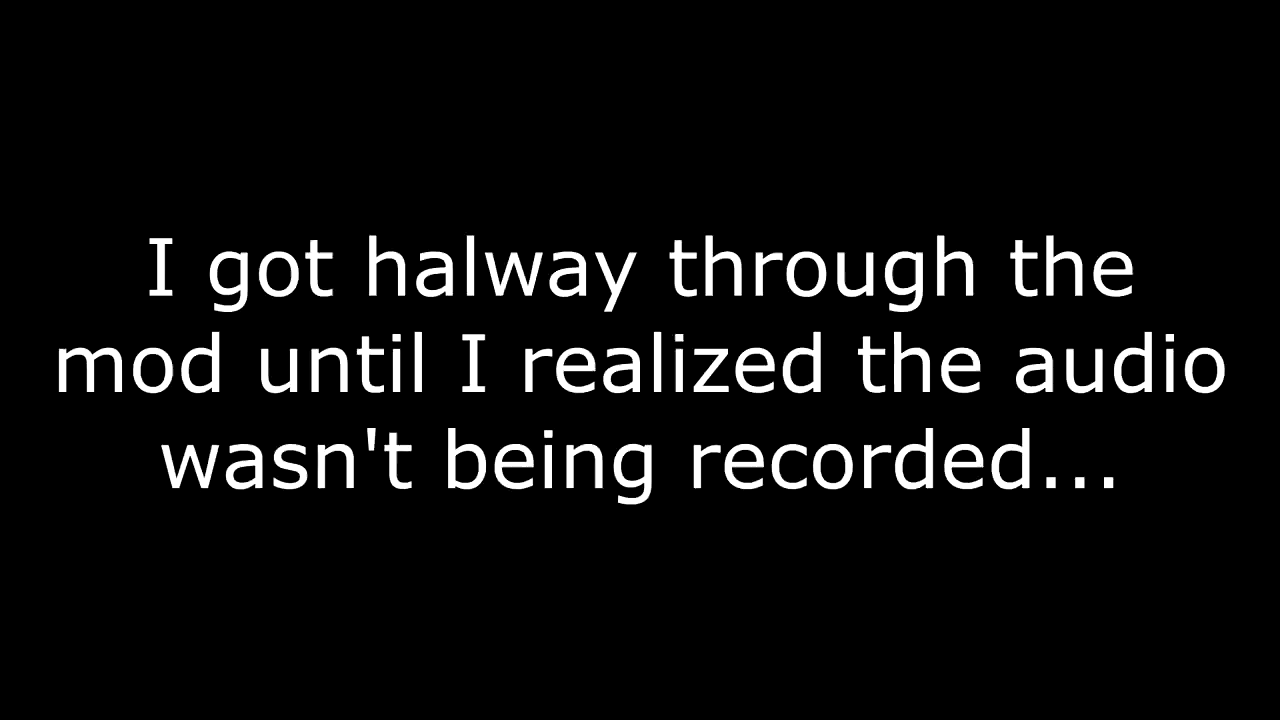 I got halway through the
mod until I realized the audio
wasn't being recorded...